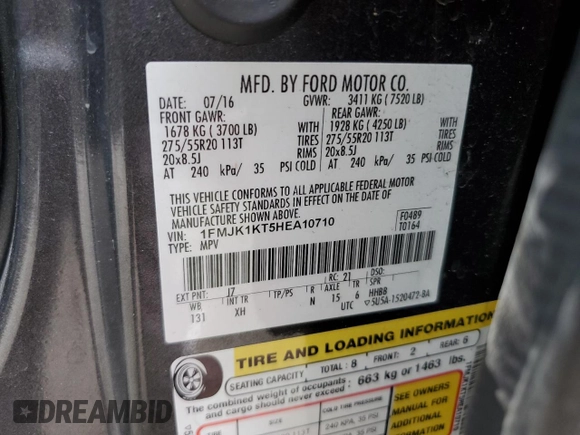 MFD. BY FORD MOTOR CO.
DATE: 07/16 GVWR: 3411 KG (7520 LB)
FRONT GAWR: REAR GAWR:
1678 KG (3700 LB) WITH 1928 KG (4250 LB) WITH
275/55R20 113T TIRES 275/55R20 113T TIRES
20x8.5J RIMS 20x8.5J RIMS
AT 240 kPa/ 35 PSI COLD AT 240 kPa/ 35 PSI COLD
THIS VEHICLE CONFORMS TO ALL APPLICABLE FEDERAL MOTOR
VEHICLE SAFETY STANDARDS IN EFFECT ON THE DATE OF
MANUFACTURE SHOWN ABOVE.
VIN: 1FMJK1KT5HEA10710 F0489
TYPE: MPV T0164
EXT PNT: J7 RC: 21 DSO:
WB INT TR TP/PS R AXLE TR SPR
131 XH N 15 6 HHBB
UTC 5U5A-1520472-BA
TIRE AND LOADING INFORMATION
SEATING CAPACITY TOTAL: 8 FRONT: 2 REAR: 6
The combined weight of occupants and cargo should never exceed: 663 kg or 1463 lbs.
SEE OWNERS
MANUAL FOR
ADDITIONAL
DREAMBID